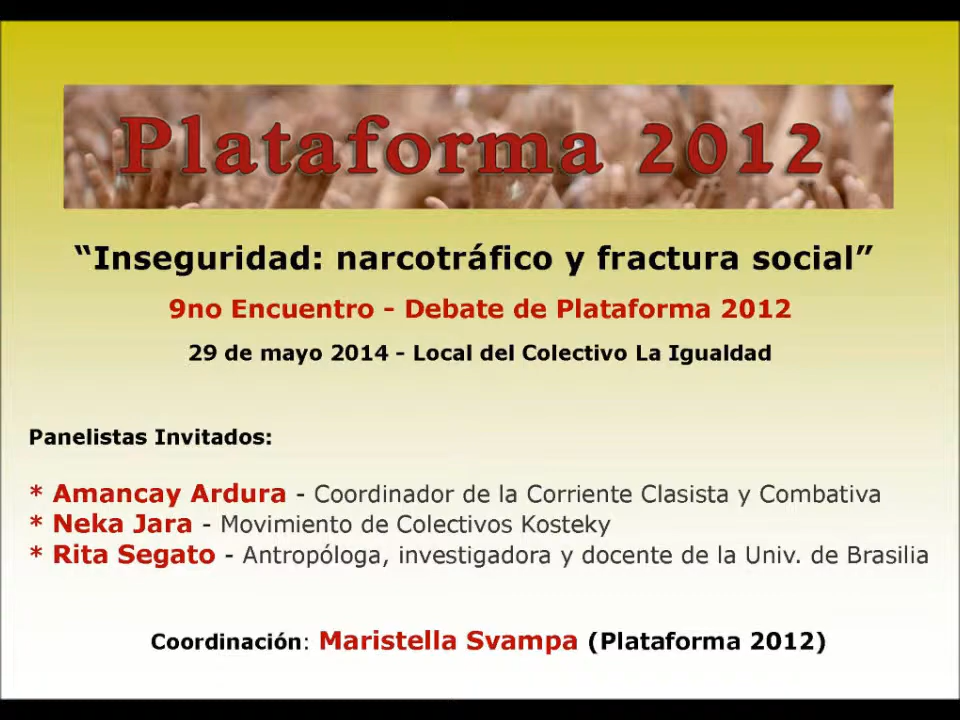 Plataforma 2012
“Inseguridad: narcotráfico y fractura social”
9no Encuentro - Debate de Plataforma 2012
29 de mayo 2014 - Local del Colectivo La Igualdad
Panelistas Invitados:
* Amancay Ardura - Coordinador de la Corriente Clasista y Combativa
* Neka Jara - Movimiento de Colectivos Kosteky
* Rita Segato - Antropóloga, investigadora y docente de la Univ. de Brasilia
Coordinación: Maristella Svampa (Plataforma 2012)